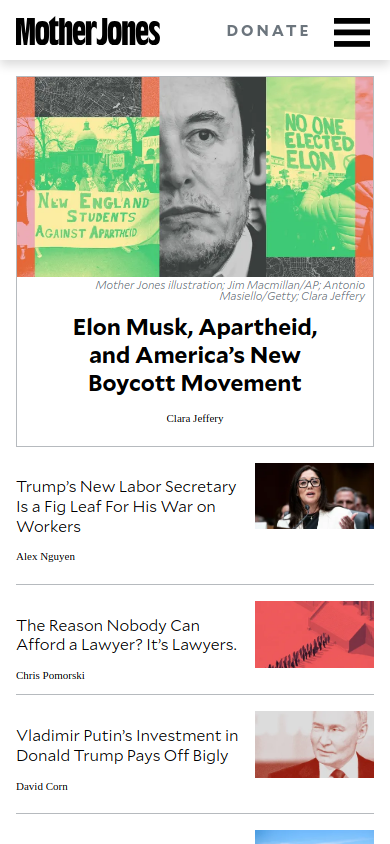 Mother Jones
DONATE
NEW ENGLAND
STUDENTS
AGAINST APARTHEID
NO ONE
ELECTED
ELON
Mother Jones illustration; Jim Macmillan/AP; Antonio
Masiello/Getty; Clara Jeffery
Elon Musk, Apartheid,
and America’s New
Boycott Movement
Clara Jeffery
Trump’s New Labor Secretary
Is a Fig Leaf For His War on
Workers
Alex Nguyen
The Reason Nobody Can
Afford a Lawyer? It’s Lawyers.
Chris Pomorski
Vladimir Putin’s Investment in
Donald Trump Pays Off Bigly
David Corn